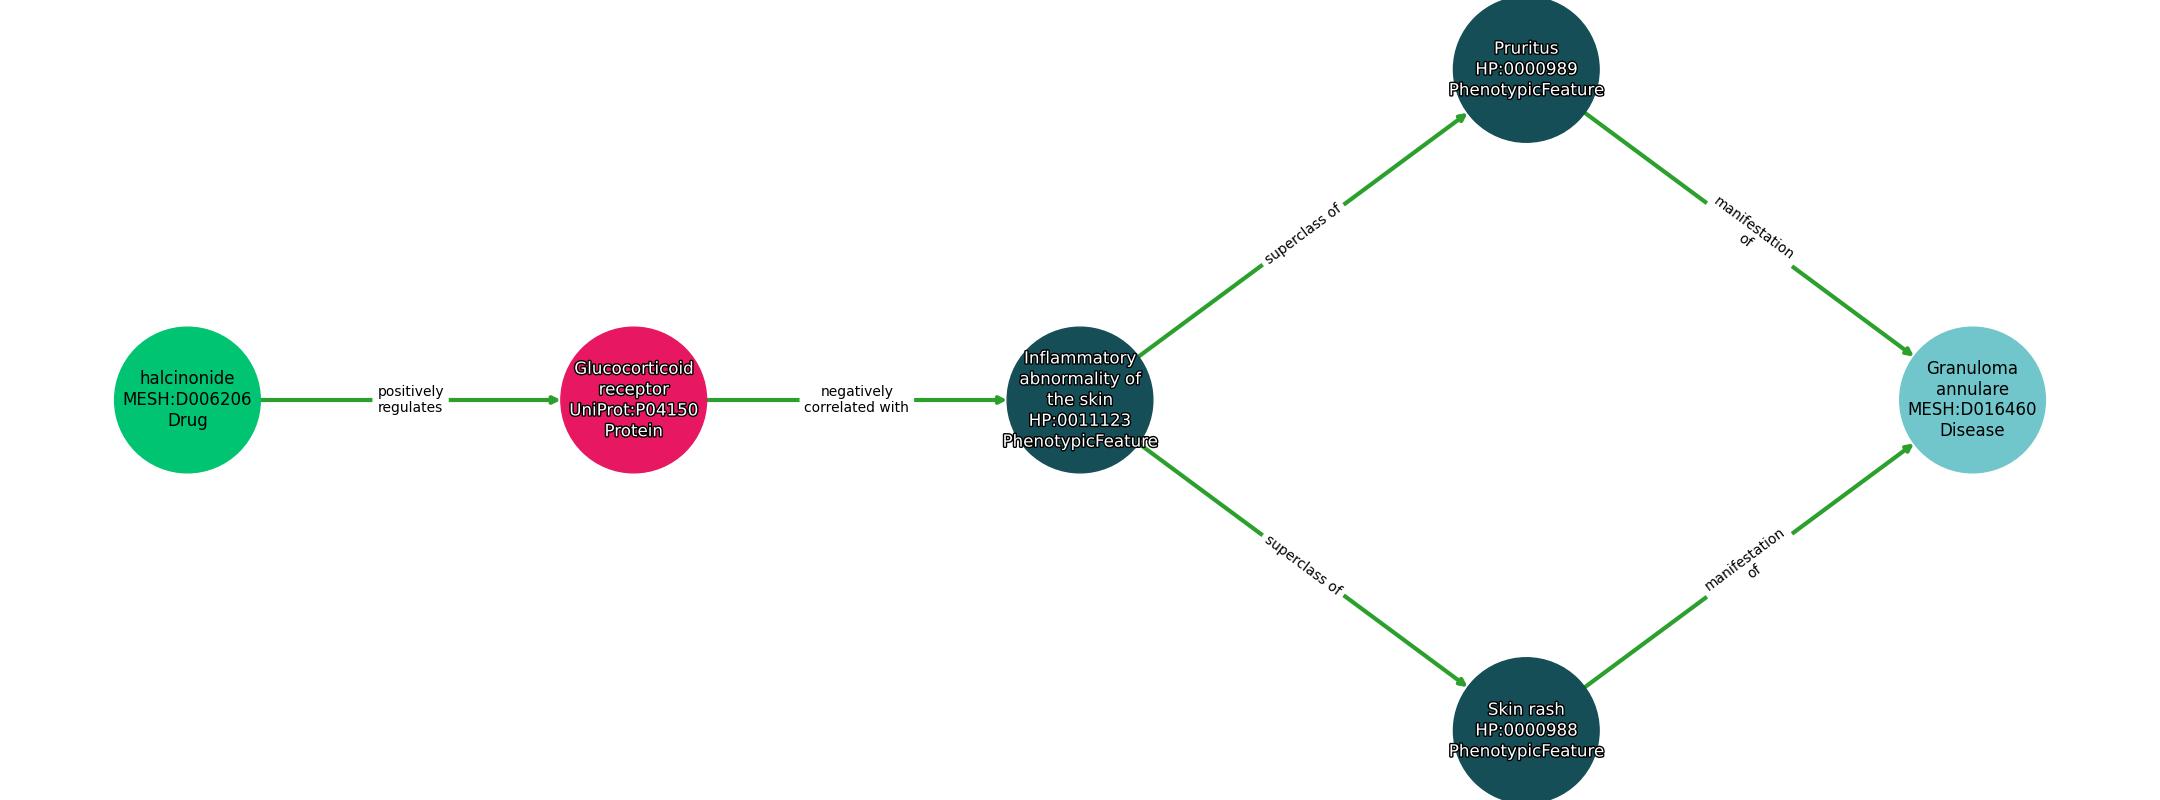 halcinonide
MESH:D006206
Drug
positively
regulates
Glucocorticoid
receptor
UniProt:P04150
Protein
negatively
correlated with
Inflammatory
abnormality of
the skin
HP:0011123
PhenotypicFeature
superclass of
Pruritus
HP:0000989
PhenotypicFeature
manifestation
of
superclass of
Skin rash
HP:0000988
PhenotypicFeature
manifestation
of
Granuloma
annulare
MESH:D016460
Disease